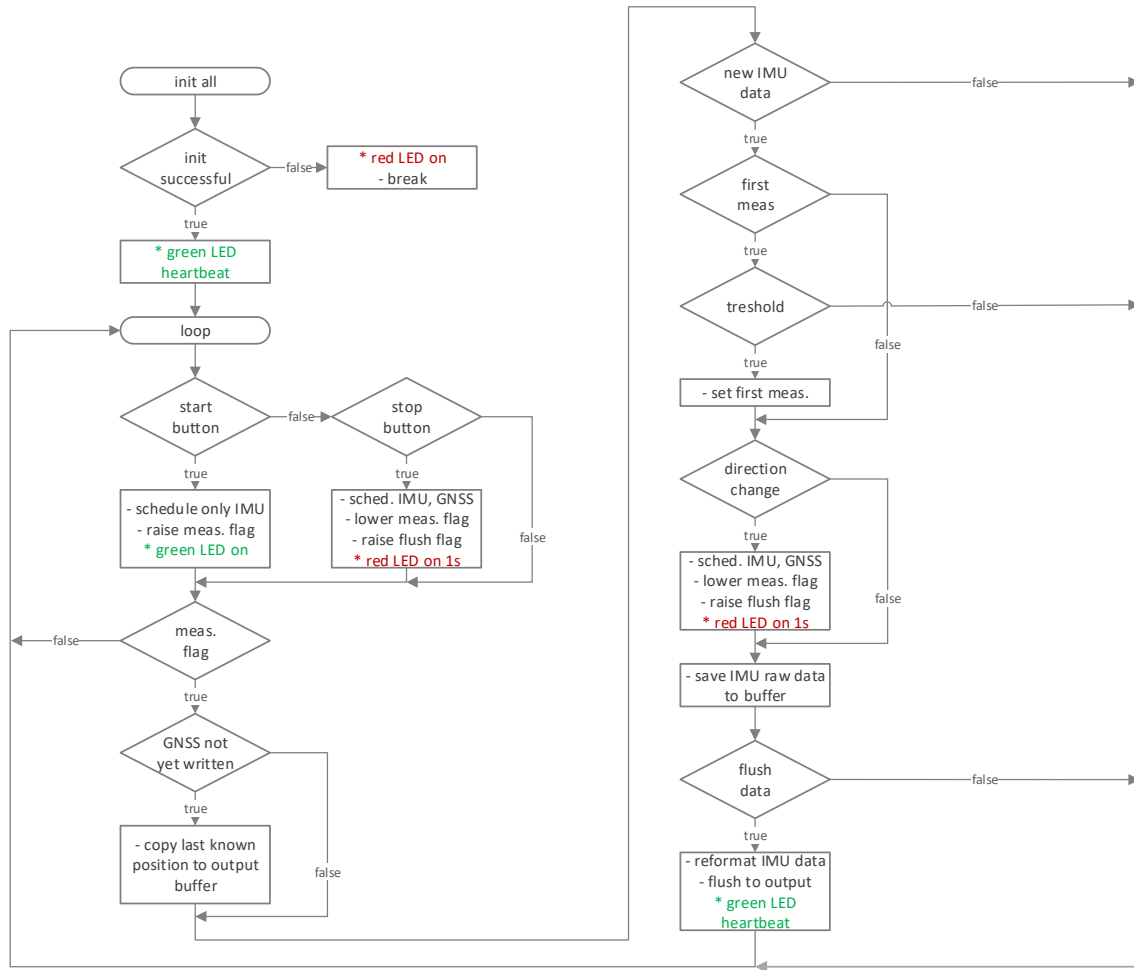 init all
init
successful
false
* red LED on
- break
true
* green LED
heartbeat
loop
start
button
false
stop
button
true
true
- schedule only IMU
- raise meas. flag
* green LED on
- sched. IMU, GNSS
- lower meas. flag
- raise flush flag
* red LED on 1s
false
meas.
flag
false
true
GNSS not
yet written
true
- copy last known
position to output
buffer
false
new IMU
data
false
true
first
meas
true
treshold
false
false
true
- set first meas.
direction
change
true
- sched. IMU, GNSS
- lower meas. flag
- raise flush flag
* red LED on 1s
false
- save IMU raw data
to buffer
flush
data
false
true
- reformat IMU data
- flush to output
* green LED
heartbeat